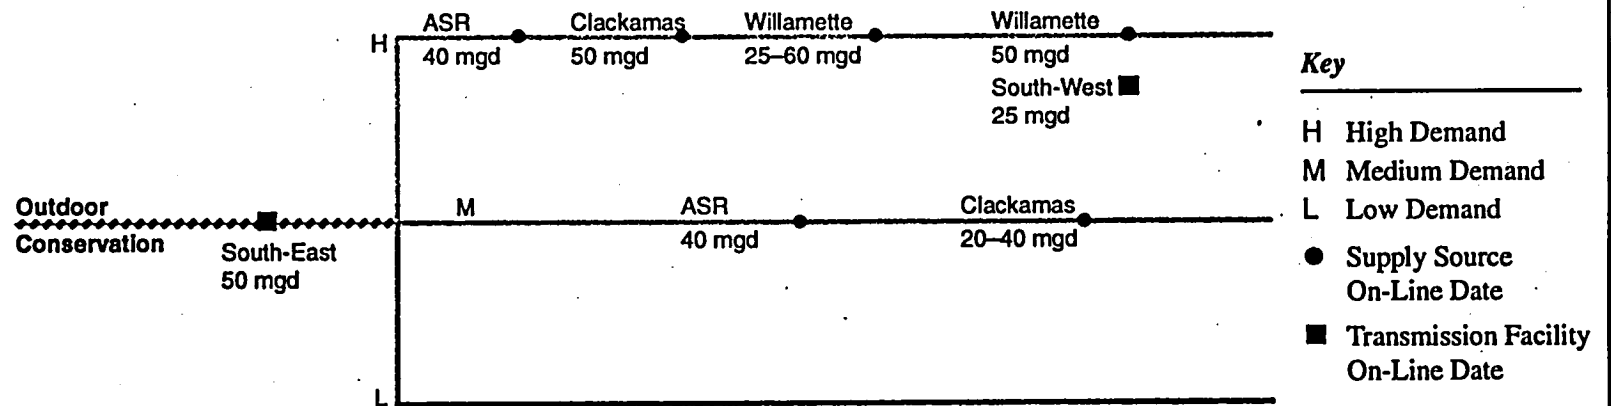 H
ASR
40 mgd
Clackamas
50 mgd
Willamette
25–60 mgd
Willamette
50 mgd
South-West
25 mgd
Outdoor
Conservation
South-East
50 mgd
M
ASR
40 mgd
Clackamas
20–40 mgd
L
Key
H High Demand
M Medium Demand
L Low Demand
Supply Source
On-Line Date
Transmission Facility
On-Line Date